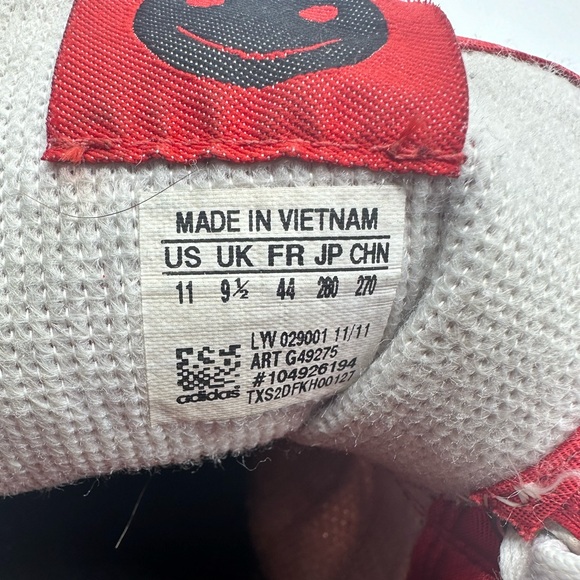 MADE IN VIETNAM
US UK FR JP CHN
11 9½ 44 280 270
LYV 029001 11/11
ART G49275
#104926194
adidas TXS2DFKH00127